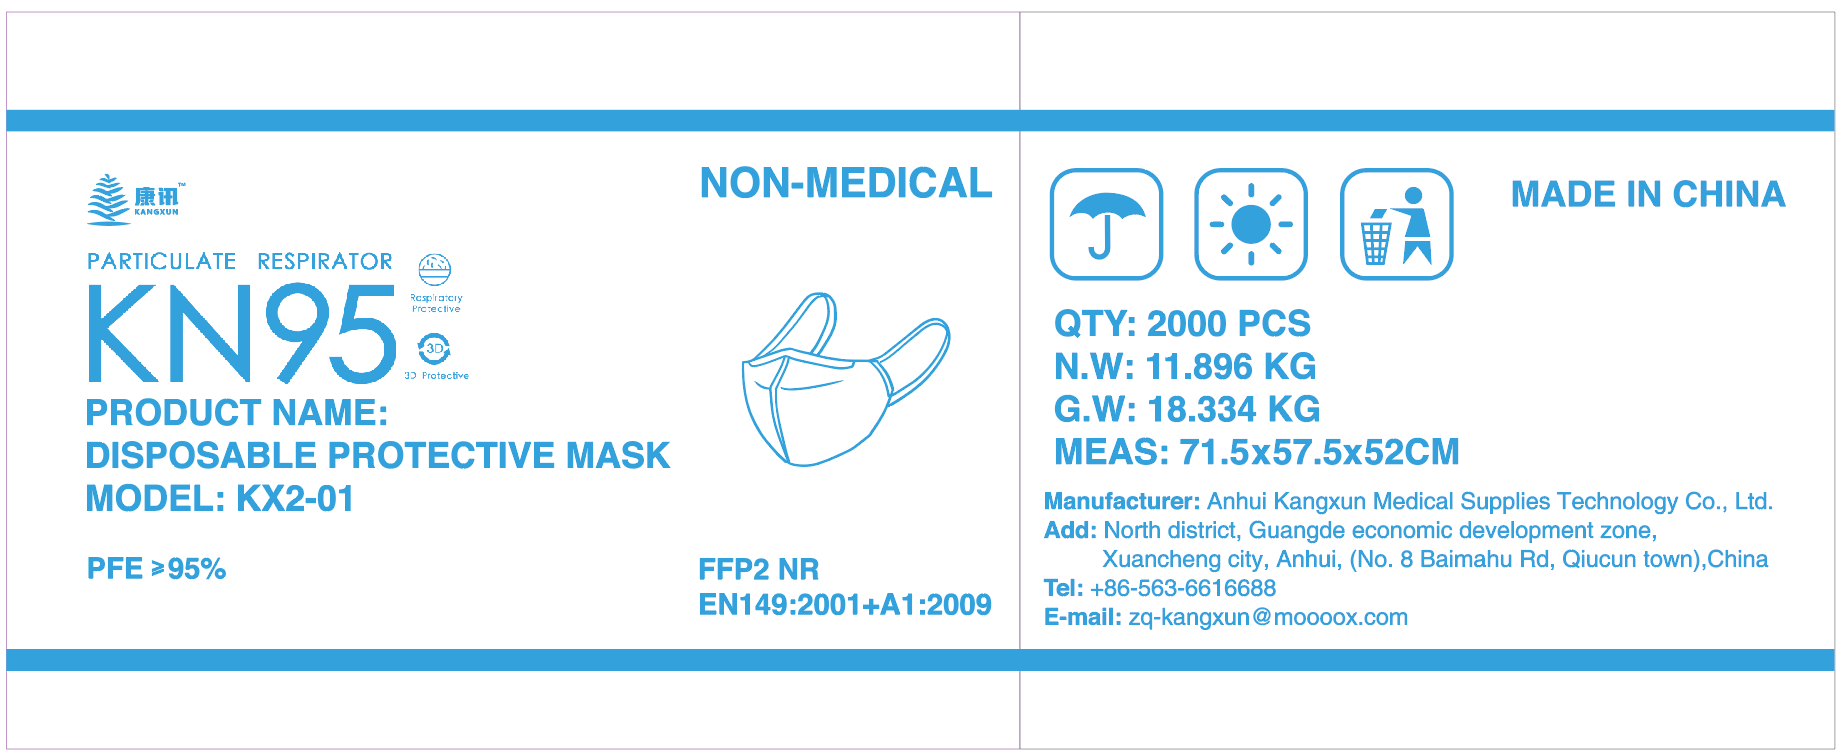 康讯™
KANGXUN
NON-MEDICAL
PARTICULATE RESPIRATOR
KN95
Respiratory
Protective
3D
3D Protective
PRODUCT NAME:
DISPOSABLE PROTECTIVE MASK
MODEL: KX2-01
PFE ⩾95%
FFP2 NR
EN149:2001+A1:2009
MADE IN CHINA
QTY: 2000 PCS
N.W: 11.896 KG
G.W: 18.334 KG
MEAS: 71.5x57.5x52CM
Manufacturer: Anhui Kangxun Medical Supplies Technology Co., Ltd.
Add: North district, Guangde economic development zone,
Xuancheng city, Anhui, (No. 8 Baimahu Rd, Qiucun town),China
Tel: +86-563-6616688
E-mail: zq-kangxun@moooox.com